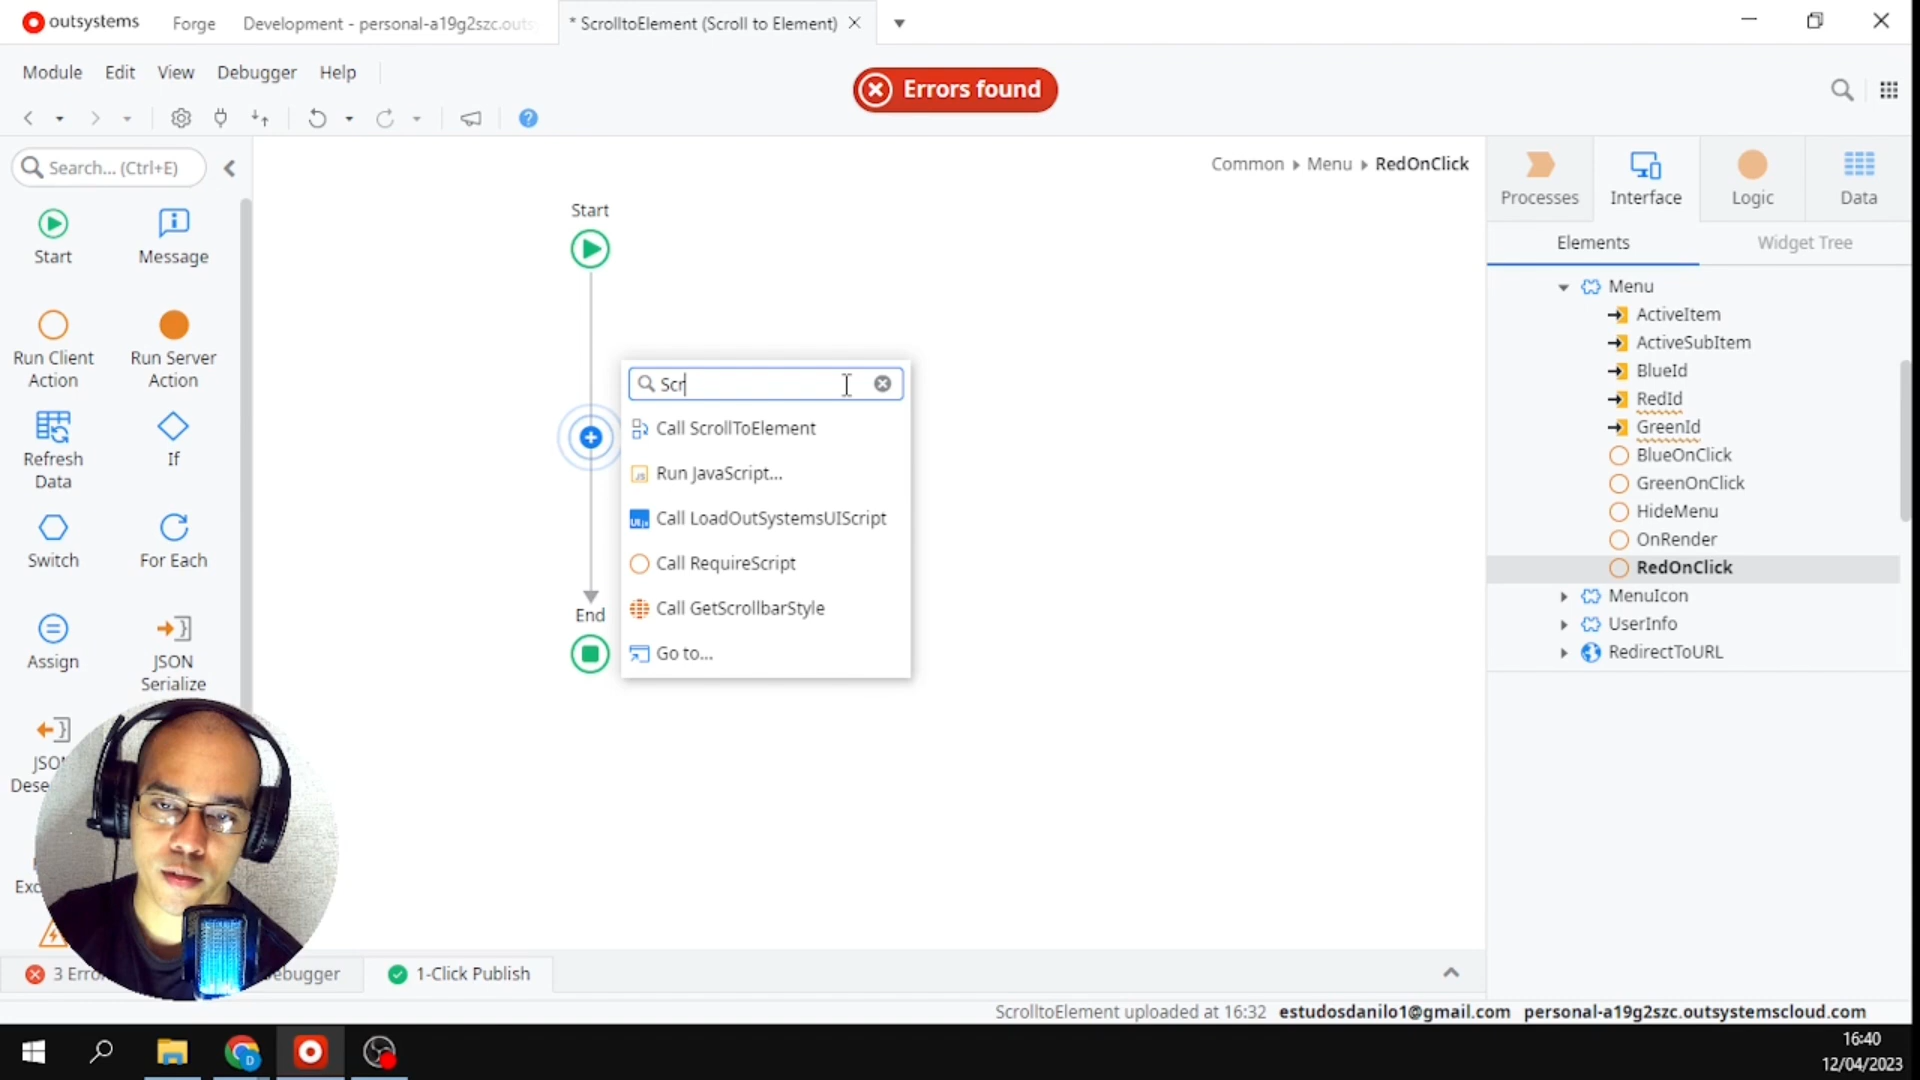 outsystems
Forge
Development - personal-a19g2szc.outs
* ScrolltoElement (Scroll to Element)
Module
Edit
View
Debugger
Help
Errors found
Search... (Ctrl+E)
Start
Message
Run Client
Action
Run Server
Action
Refresh
Data
If
Switch
For Each
Assign
JSON
Serialize
Common
Menu
RedOnClick
Start
Scr
Call ScrollToElement
Run JavaScript...
Call LoadOutSystemsUIScript
Call RequireScript
Call GetScrollbarStyle
Go to...
End
Processes
Interface
Logic
Data
Elements
Widget Tree
Menu
ActiveItem
ActiveSubItem
BlueId
RedId
GreenId
BlueOnClick
GreenOnClick
HideMenu
OnRender
RedOnClick
MenuIcon
UserInfo
RedirectToURL
3 Erro
ebugger
1-Click Publish
ScrolltoElement uploaded at 16:32
estudosdanilo1@gmail.com
personal-a19g2szc.outsystemscloud.com
16:40
12/04/2023